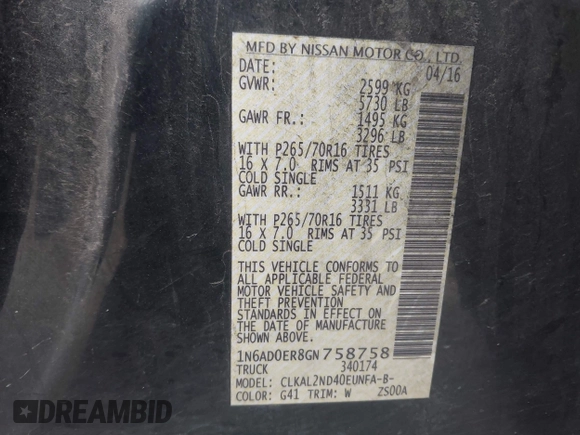 MFD BY NISSAN MOTOR CO., LTD.
DATE: 04/16
GVWR: 2599 KG
5730 LB
GAWR FR.: 1495 KG
3296 LB
WITH P265/70R16 TIRES
16 X 7.0 RIMS AT 35 PSI
COLD SINGLE
GAWR RR.: 1511 KG
3331 LB
WITH P265/70R16 TIRES
16 X 7.0 RIMS AT 35 PSI
COLD SINGLE
THIS VEHICLE CONFORMS TO
ALL APPLICABLE FEDERAL
MOTOR VEHICLE SAFETY AND
THEFT PREVENTION
STANDARDS IN EFFECT ON
THE DATE OF MANUFACTURE
SHOWN ABOVE.
1N6AD0ER8GN758758
TRUCK 340174
MODEL: CLKAL2ND40EUNFA-B-
COLOR: G41 TRIM: W ZS00A
AutoBidMaster